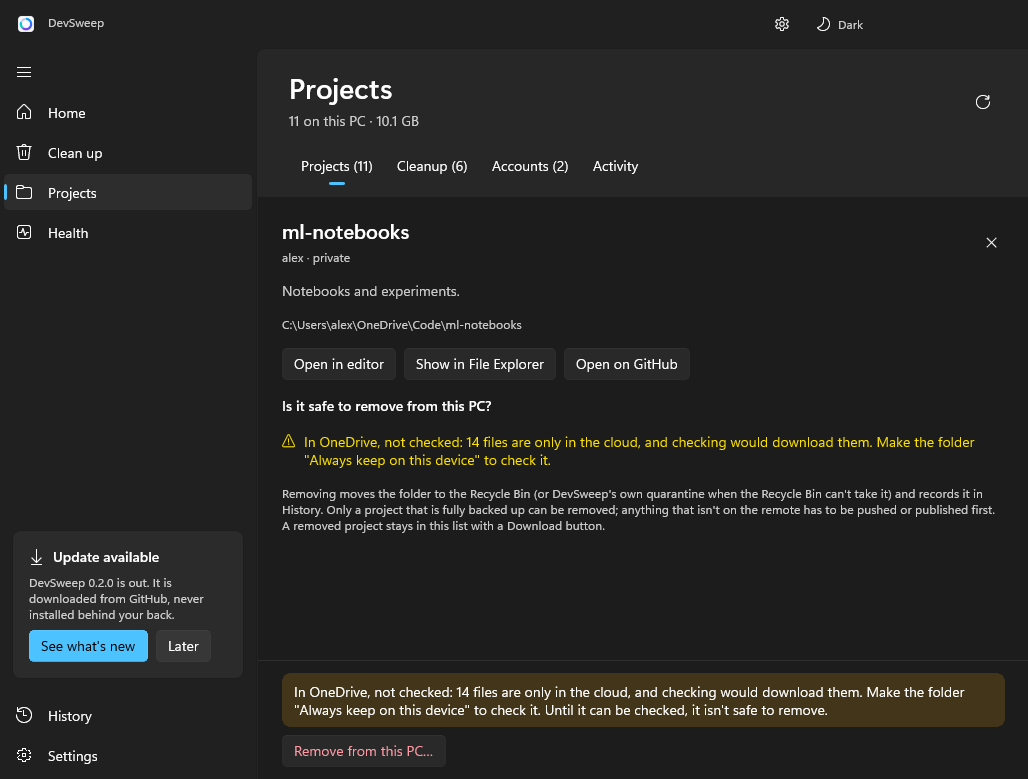 DevSweep
Dark
Home
Clean up
Projects
Health
Projects
11 on this PC · 10.1 GB
Projects (11)
Cleanup (6)
Accounts (2)
Activity
ml-notebooks
alex · private
Notebooks and experiments.
C:\Users\alex\OneDrive\Code\ml-notebooks
Open in editor
Show in File Explorer
Open on GitHub
Is it safe to remove from this PC?
In OneDrive, not checked: 14 files are only in the cloud, and checking would download them. Make the folder
"Always keep on this device" to check it.
Removing moves the folder to the Recycle Bin (or DevSweep's own quarantine when the Recycle Bin can't take it) and records it in
History. Only a project that is fully backed up can be removed; anything that isn't on the remote has to be pushed or published first.
A removed project stays in this list with a Download button.
Update available
DevSweep 0.2.0 is out. It is
downloaded from GitHub, never
installed behind your back.
See what's new
Later
History
Settings
In OneDrive, not checked: 14 files are only in the cloud, and checking would download them. Make the folder
"Always keep on this device" to check it. Until it can be checked, it isn't safe to remove.
Remove from this PC...